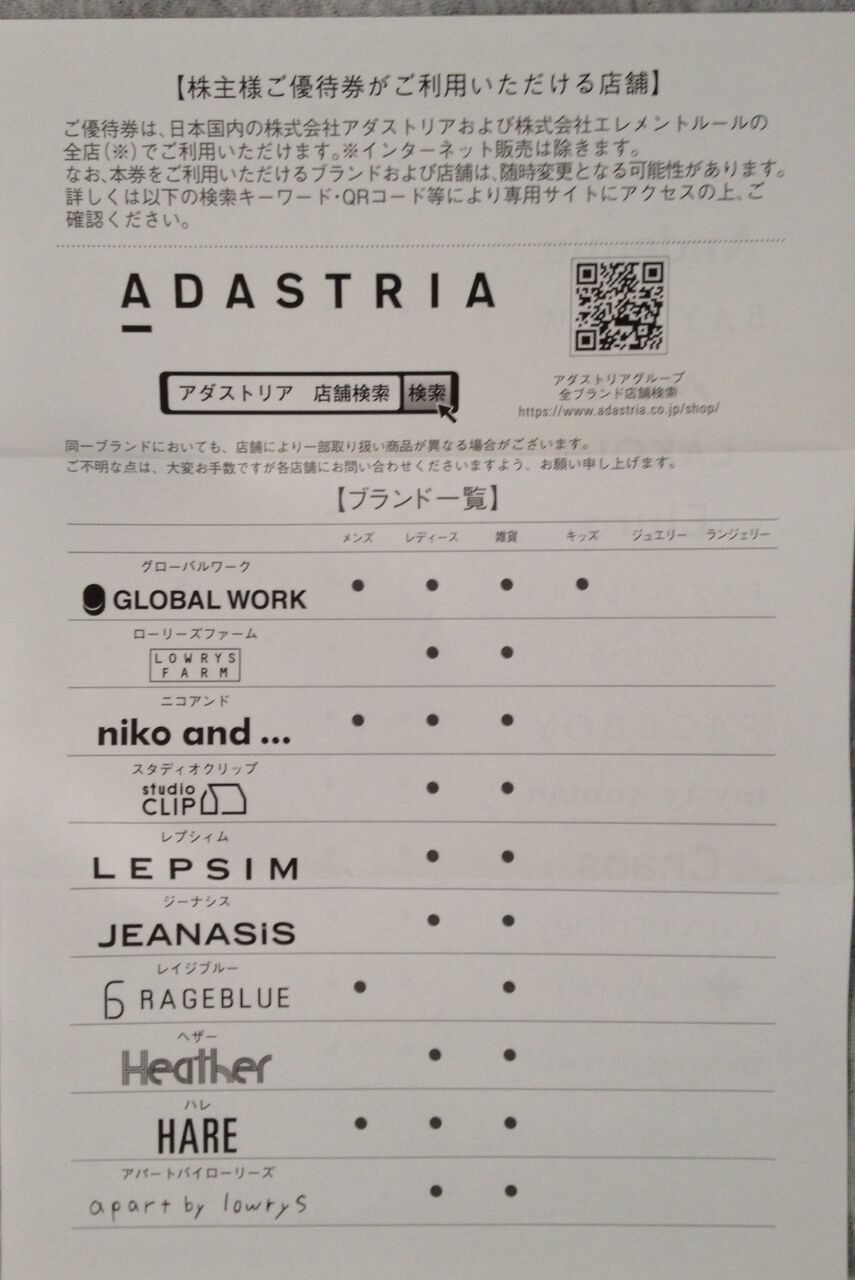 【株主様ご優待券がご利用いただける店舗】
ご優待券は、日本国内の株式会社アダストリアおよび株式会社エレメントルールの
全店(※)でご利用いただけます。※インターネット販売は除きます。
なお、本券をご利用いただけるブランドおよび店舗は、随時変更となる可能性があります。
詳しくは以下の検索キーワード・QRコード等により専用サイトにアクセスの上、ご
確認ください。
ADASTRIA
アダストリア 店舗検索 検索
アダストリアグループ
全ブランド店舗検索
https://www.adastria.co.jp/shop/
同一ブランドにおいても、店舗により一部取り扱い商品が異なる場合がございます。
ご不明な点は、大変お手数ですが各店舗にお問い合わせくださいますよう、お願い申し上げます。
【ブランド一覧】
メンズ レディース 雑貨 キッズ ジュエリー ランジェリー
グローバルワーク
GLOBAL WORK ● ● ● ●
ローリーズファーム
LOWRYS
FARM ● ●
ニコアンド
niko and ... ● ● ●
スタディオクリップ
studio
CLIP ● ●
レプシィム
LEPSIM ● ●
ジーナシス
JEANASiS ● ●
レイジブルー
RAGEBLUE ● ●
ヘザー
Heather ● ●
ハレ
HARE ● ● ●
アパートバイローリーズ
apart by lowrys ● ●